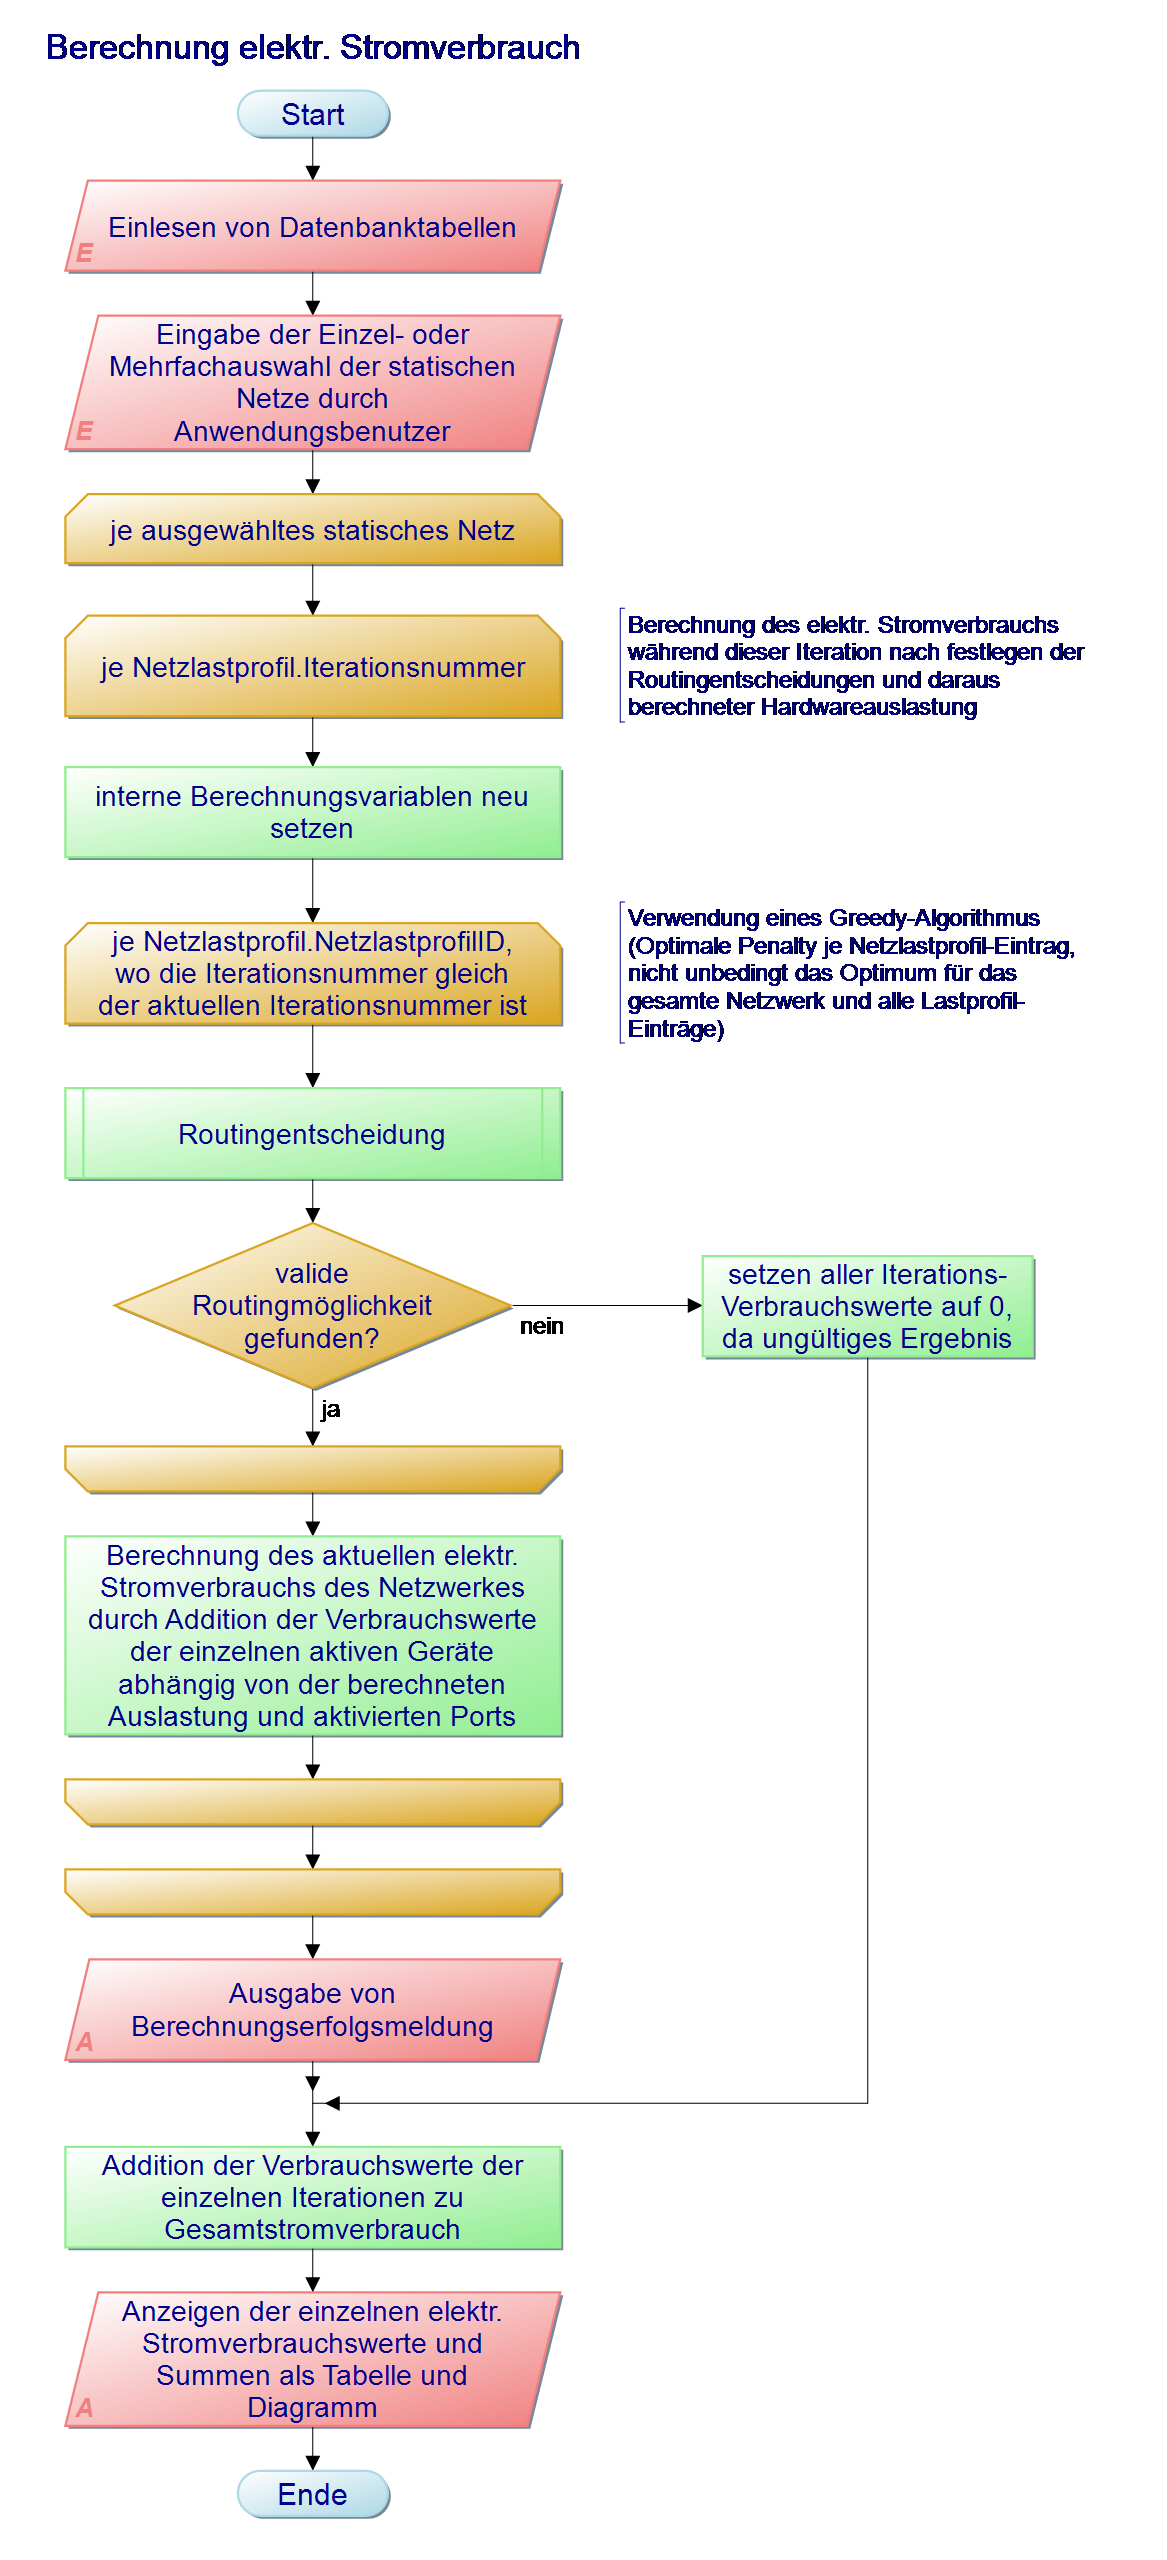 Berechnung elektr. Stromverbrauch
Start
Einlesen von Datenbanktabellen
E
Eingabe der Einzel- oder
Mehrfachauswahl der statischen
Netze durch
Anwendungsbenutzer
E
je ausgewähltes statisches Netz
je Netzlastprofil.Iterationsnummer
Berechnung des elektr. Stromverbrauchs
während dieser Iteration nach festlegen der
Routingentscheidungen und daraus
berechneter Hardwareauslastung
interne Berechnungsvariablen neu
setzen
je Netzlastprofil.NetzlastprofilID,
wo die Iterationsnummer gleich
der aktuellen Iterationsnummer ist
Verwendung eines Greedy-Algorithmus
(Optimale Penalty je Netzlastprofil-Eintrag,
nicht unbedingt das Optimum für das
gesamte Netzwerk und alle Lastprofil-
Einträge)
Routingentscheidung
valide
Routingmöglichkeit
gefunden?
nein
setzen aller Iterations-
Verbrauchswerte auf 0,
da ungültiges Ergebnis
ja
Berechnung des aktuellen elektr.
Stromverbrauchs des Netzwerkes
durch Addition der Verbrauchswerte
der einzelnen aktiven Geräte
abhängig von der berechneten
Auslastung und aktivierten Ports
Ausgabe von
Berechnungserfolgsmeldung
A
Addition der Verbrauchswerte der
einzelnen Iterationen zu
Gesamtstromverbrauch
Anzeigen der einzelnen elektr.
Stromverbrauchswerte und
Summen als Tabelle und
Diagramm
A
Ende